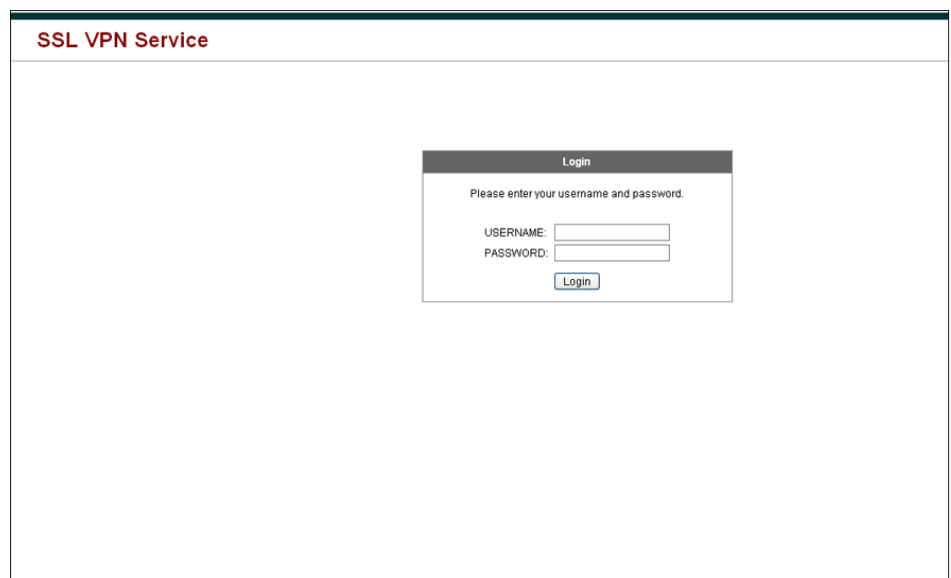 SSL VPN Service
Login
Please enter your username and password.
USERNAME:
PASSWORD:
Login